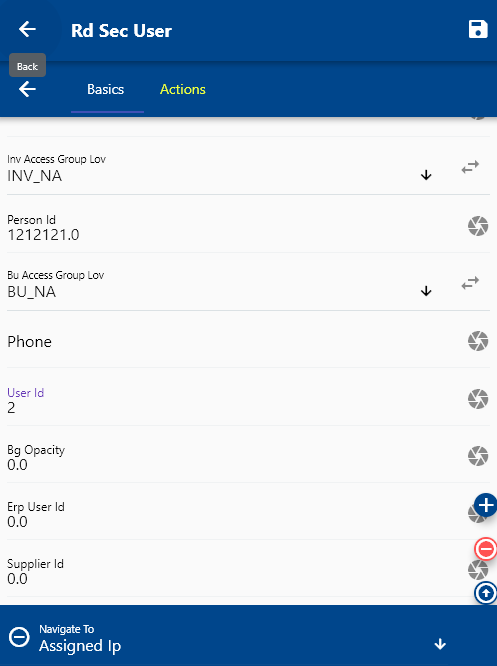 Rd Sec User
Back
Basics
Actions
Inv Access Group Lov
INV_NA
Person Id
1212121.0
Bu Access Group Lov
BU_NA
Phone
User Id
2
Bg Opacity
0.0
Erp User Id
0.0
Supplier Id
0.0
Navigate To
Assigned Ip